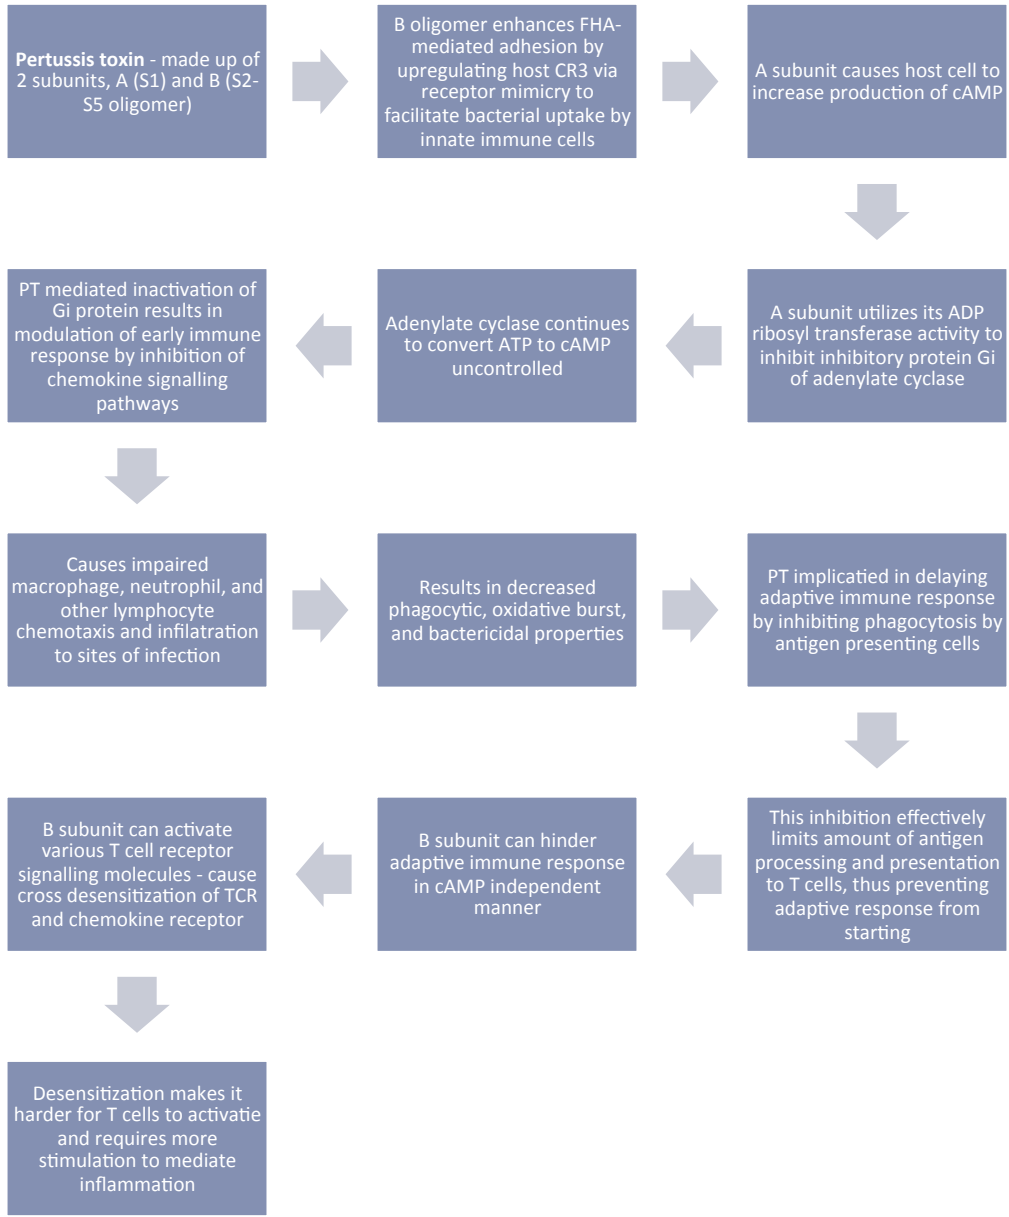 Pertussis toxin - made up of
2 subunits, A (S1) and B (S2-
S5 oligomer)
B oligomer enhances FHA-
mediated adhesion by
upregulating host CR3 via
receptor mimicry to
facilitate bacterial uptake by
innate immune cells
A subunit causes host cell to
increase production of cAMP
A subunit utilizes its ADP
ribosyl transferase activity to
inhibit inhibitory protein Gi
of adenylate cyclase
Adenylate cyclase continues
to convert ATP to cAMP
uncontrolled
PT mediated inactivation of
Gi protein results in
modulation of early immune
response by inhibition of
chemokine signalling
pathways
Causes impaired
macrophage, neutrophil, and
other lymphocyte
chemotaxis and infilatration
to sites of infection
Results in decreased
phagocytic, oxidative burst,
and bactericidal properties
PT implicatied in delaying
adaptive immune response
by inhibiting phagocytosis by
antigen presenting cells
This inhibition effectively
limits amount of antigen
processing and presentation
to T cells, thus preventing
adaptive response from
starting
B subunit can hinder
adaptive immune response
in cAMP independent
manner
B subunit can activate
various T cell receptor
signalling molecules - cause
cross desensitization of TCR
and chemokine receptor
Desensitization makes it
harder for T cells to activatie
and requires more
stimulation to mediate
inflammation